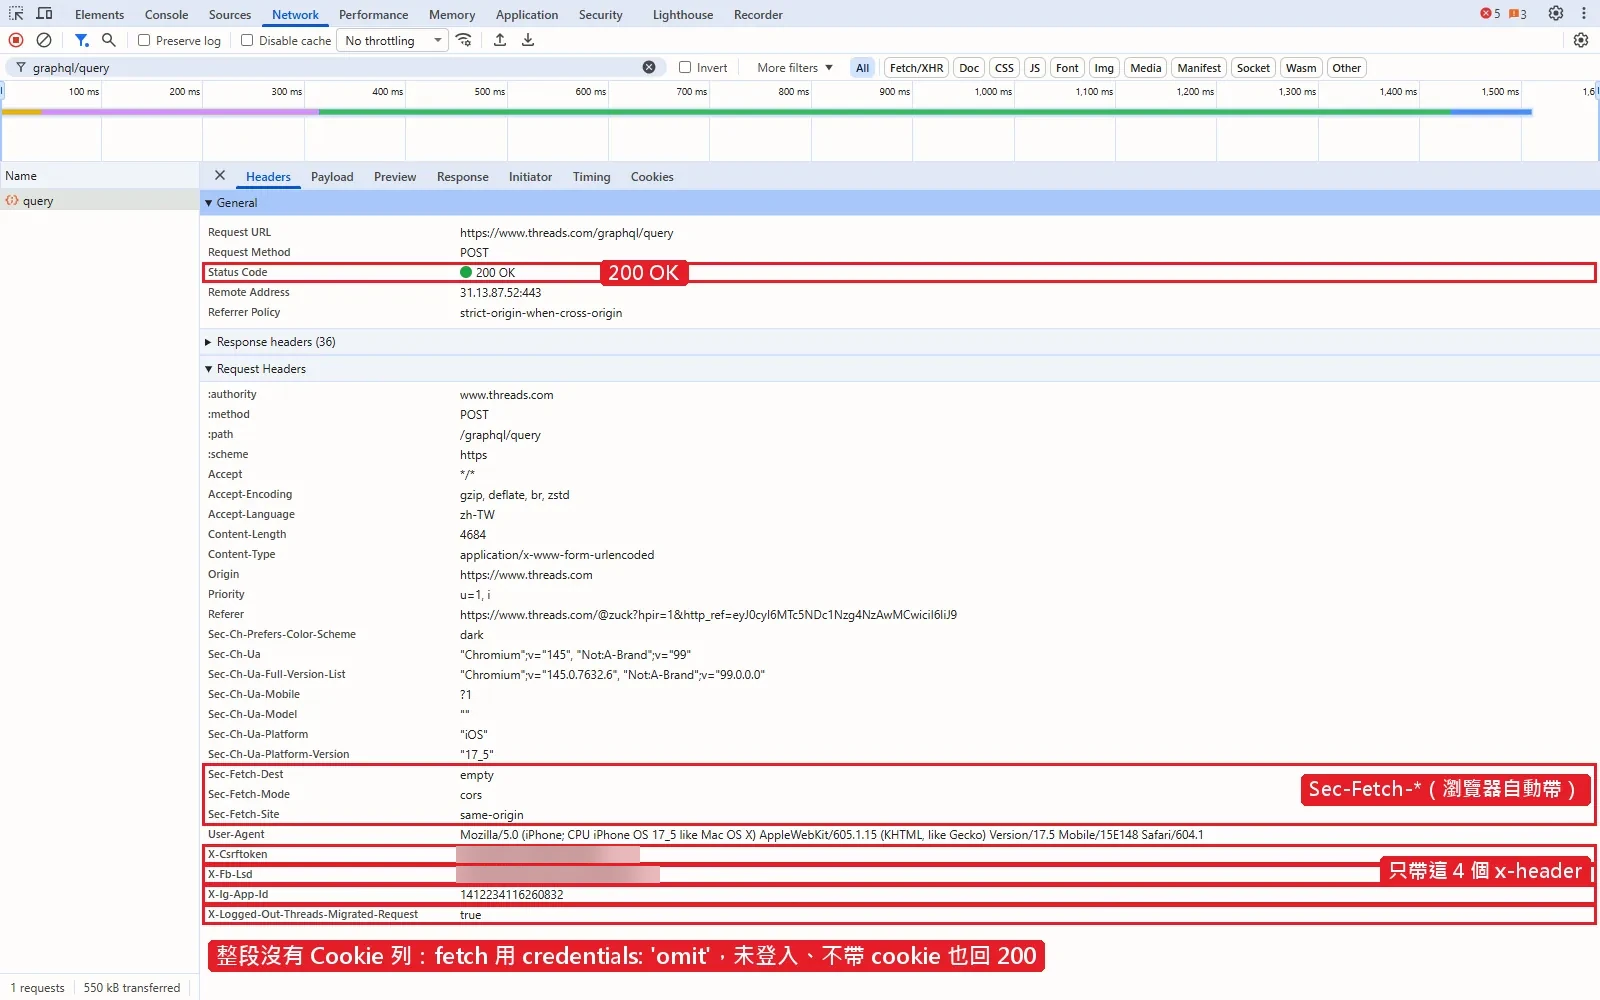 Elements Console Sources Network Performance Memory Application Security Lighthouse Recorder 5 3
Preserve log Disable cache No throttling
graphql/query Invert More filters All Fetch/XHR Doc CSS JS Font Img Media Manifest Socket Wasm Other
100 ms 200 ms 300 ms 400 ms 500 ms 600 ms 700 ms 800 ms 900 ms 1,000 ms 1,100 ms 1,200 ms 1,300 ms 1,400 ms 1,500 ms 1,6
Name
query
Headers Payload Preview Response Initiator Timing Cookies
General
Request URL https://www.threads.com/graphql/query
Request Method POST
Status Code 200 OK 200 OK
Remote Address 31.13.87.52:443
Referrer Policy strict-origin-when-cross-origin
Response headers (36)
Request Headers
:authority www.threads.com
:method POST
:path /graphql/query
:scheme https
Accept */*
Accept-Encoding gzip, deflate, br, zstd
Accept-Language zh-TW
Content-Length 4684
Content-Type application/x-www-form-urlencoded
Origin https://www.threads.com
Priority u=1, i
Referer https://www.threads.com/@zuck?hpir=1&http_ref=eyJ0cyI6MTc5NDc1Nzg4NzAwMCwiciI6IiJ9
Sec-Ch-Prefers-Color-Scheme dark
Sec-Ch-Ua "Chromium";v="145", "Not:A-Brand";v="99"
Sec-Ch-Ua-Full-Version-List "Chromium";v="145.0.7632.6", "Not:A-Brand";v="99.0.0.0"
Sec-Ch-Ua-Mobile ?1
Sec-Ch-Ua-Model ""
Sec-Ch-Ua-Platform "iOS"
Sec-Ch-Ua-Platform-Version "17_5"
Sec-Fetch-Dest empty
Sec-Fetch-Mode cors
Sec-Fetch-*（瀏覽器自動帶）
Sec-Fetch-Site same-origin
User-Agent Mozilla/5.0 (iPhone; CPU iPhone OS 17_5 like Mac OS X) AppleWebKit/605.1.15 (KHTML, like Gecko) Version/17.5 Mobile/15E148 Safari/604.1
X-Csrftoken
X-Fb-Lsd
只帶這 4 個 x-header
X-Ig-App-Id 1412234116260832
X-Logged-Out-Threads-Migrated-Request true
整段沒有 Cookie 列：fetch 用 credentials: 'omit'，未登入、不帶 cookie 也回 200
1 requests 550 kB transferred